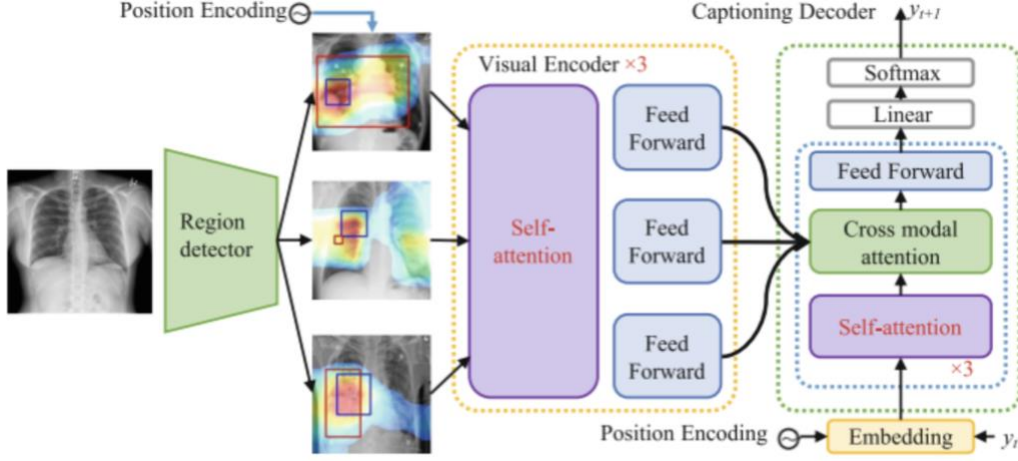 Position Encoding
Captioning Decoder
y_{t+1}
Visual Encoder ×3
Softmax
Linear
Feed
Forward
Feed Forward
Region
detector
Self-
attention
Feed
Forward
Cross modal
attention
Self-attention
×3
Feed
Forward
Position Encoding
Embedding
y_t